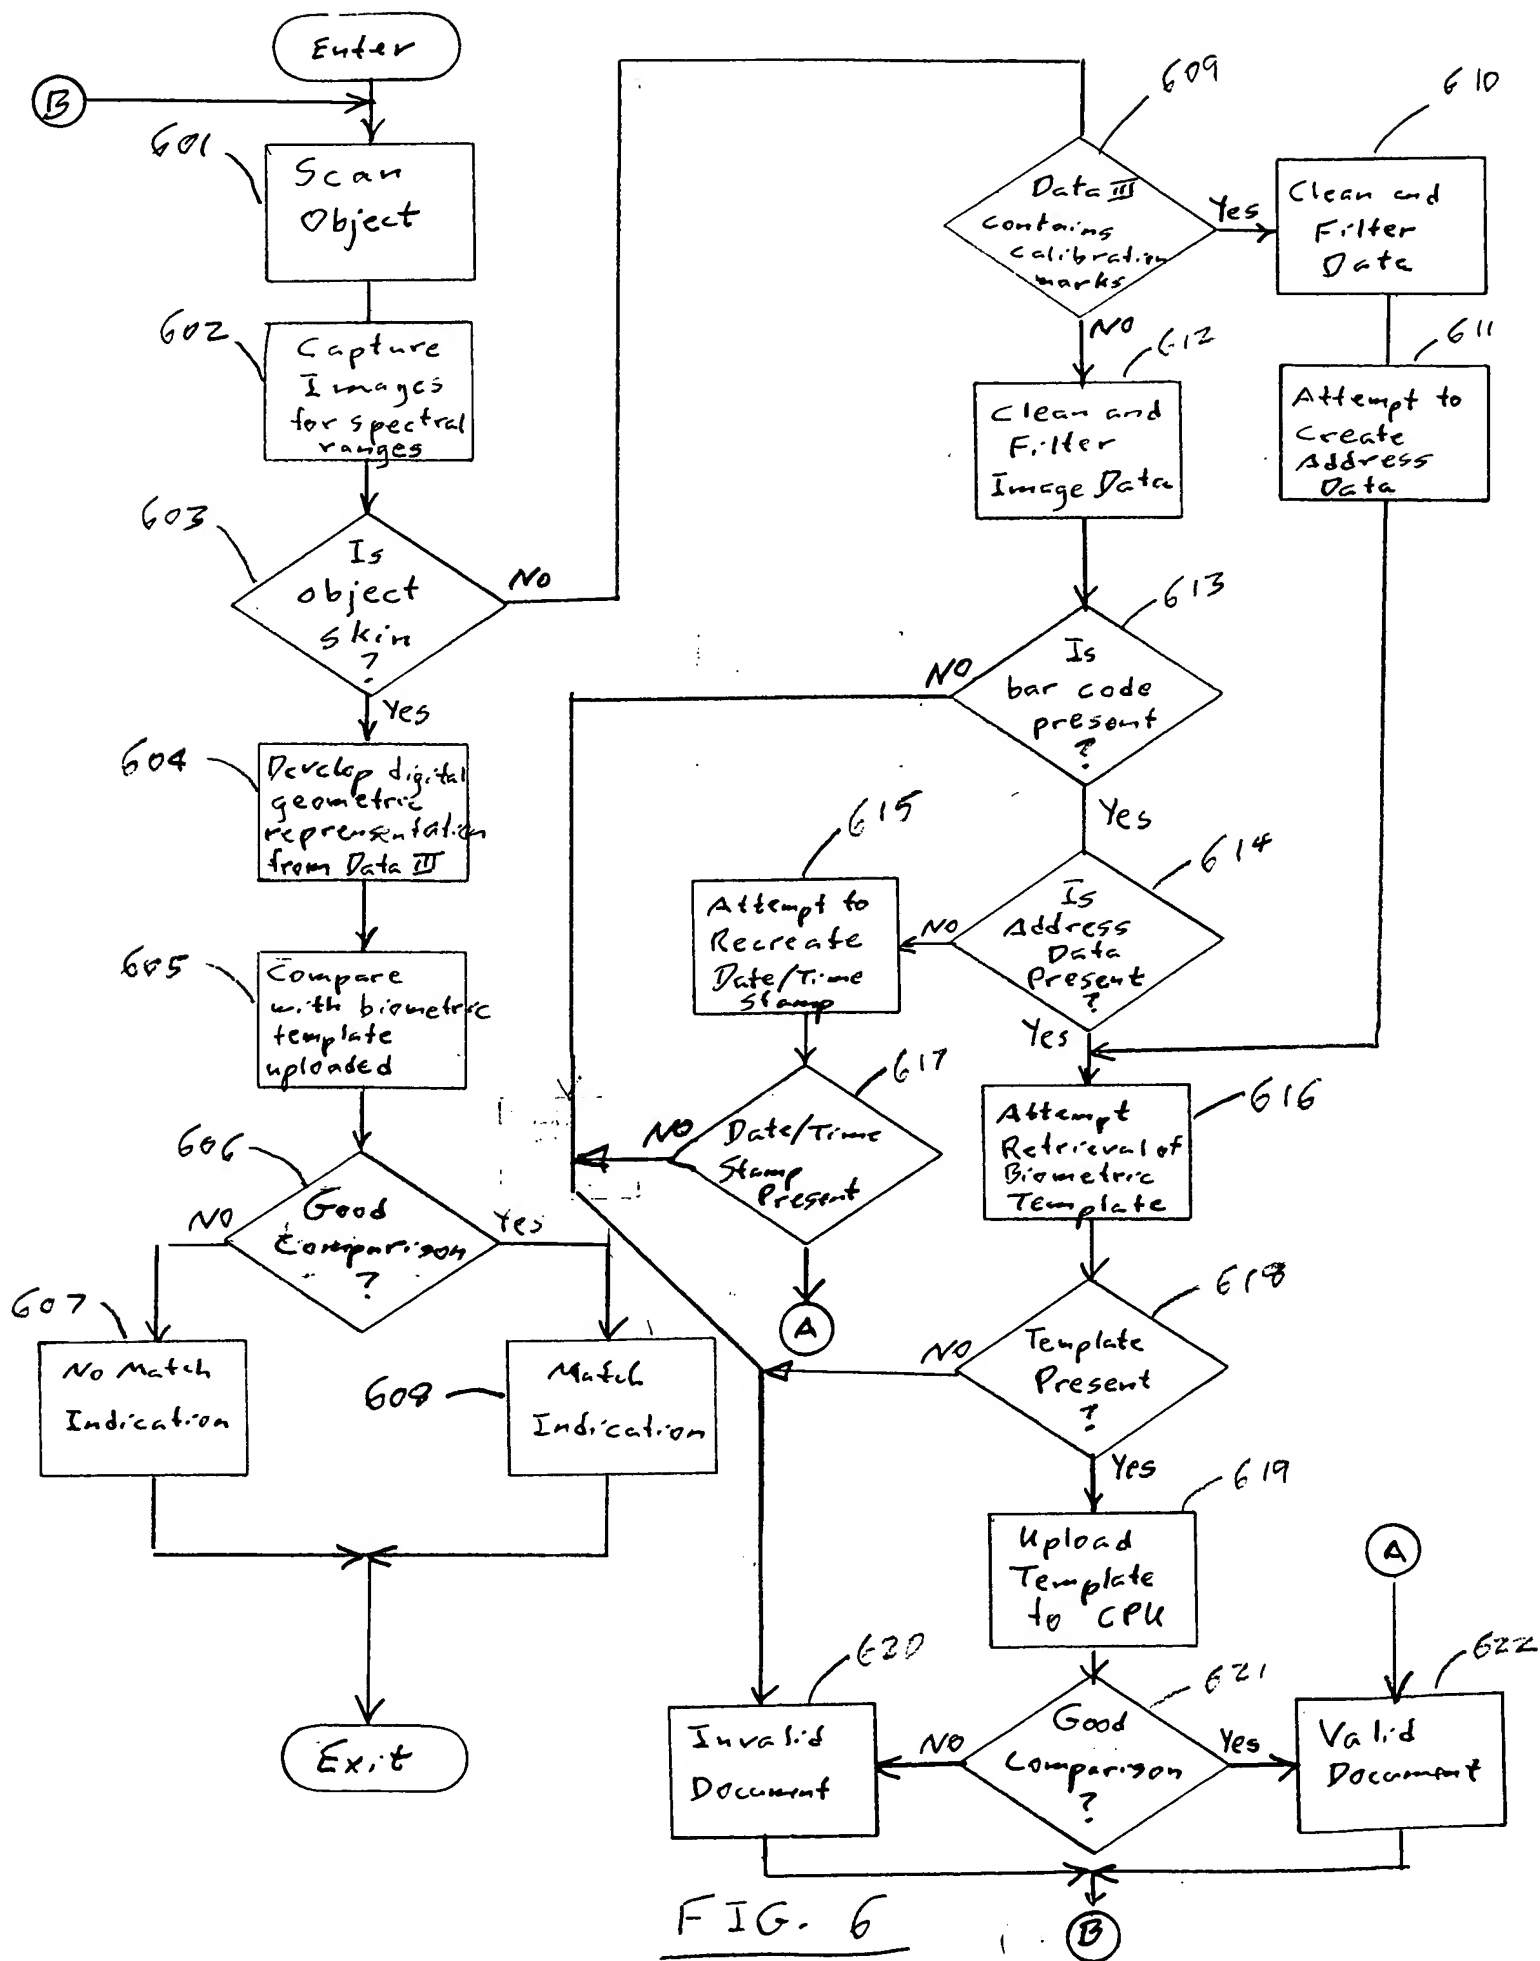 Enter
B
601
Scan
Object
602
Capture
Images
for spectral
ranges
603
Is
object
skin
?
NO
Yes
604
Develop digital
geometric
reprensentation
from Data III
605
Compare
with biometric
template
uploaded
606
Good
Comparison
?
NO
Yes
607
No Match
Indication
608
Match
Indication
Exit
609
Data III
contains
calibration
marks
Yes
NO
610
Clean and
Filter
Data
611
Attempt to
Create
Address
Data
612
Clean and
Filter
Image Data
613
Is
bar code
present
?
NO
Yes
614
Is
Address
Data
Present
?
NO
Yes
615
Attempt to
Recreate
Date/Time
Stamp
617
Date/Time
Stamp
Present
NO
A
616
Attempt
Retrieval of
Biometric
Template
618
Template
Present
?
NO
Yes
619
Upload
Template
to CPU
A
620
Invalid
Document
621
Good
Comparison
?
NO
Yes
622
Valid
Document
B
FIG. 6